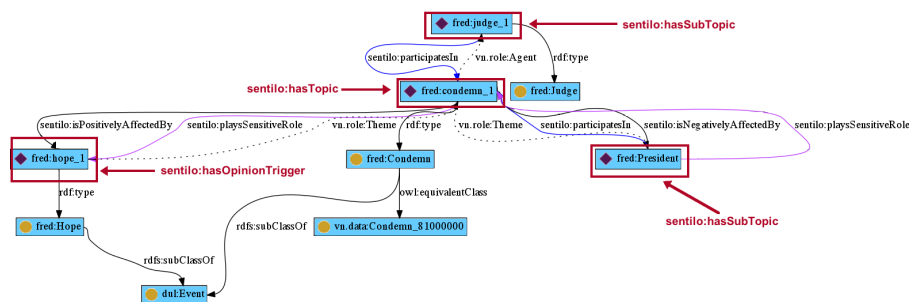 fred:judge_1
sentilo:hasSubTopic
sentilo:participatesIn
vn.role:Agent
rdf:type
sentilo:hasTopic
fred:condemn_1
fred:Judge
sentilo:isPositivelyAffectedBy
sentilo:playsSensitiveRole
vn.role:Theme
rdf:type
vn.role:Theme
sentilo:participatesIn
sentilo:isNegativelyAffectedBy
sentilo:playsSensitiveRole
fred:hope_1
fred:Condemn
fred:President
sentilo:hasOpinionTrigger
rdf:type
owl:equivalentClass
sentilo:hasSubTopic
fred:Hope
rdfs:subClassOf
vn.data:Condemn_81000000
rdfs:subClassOf
dul:Event